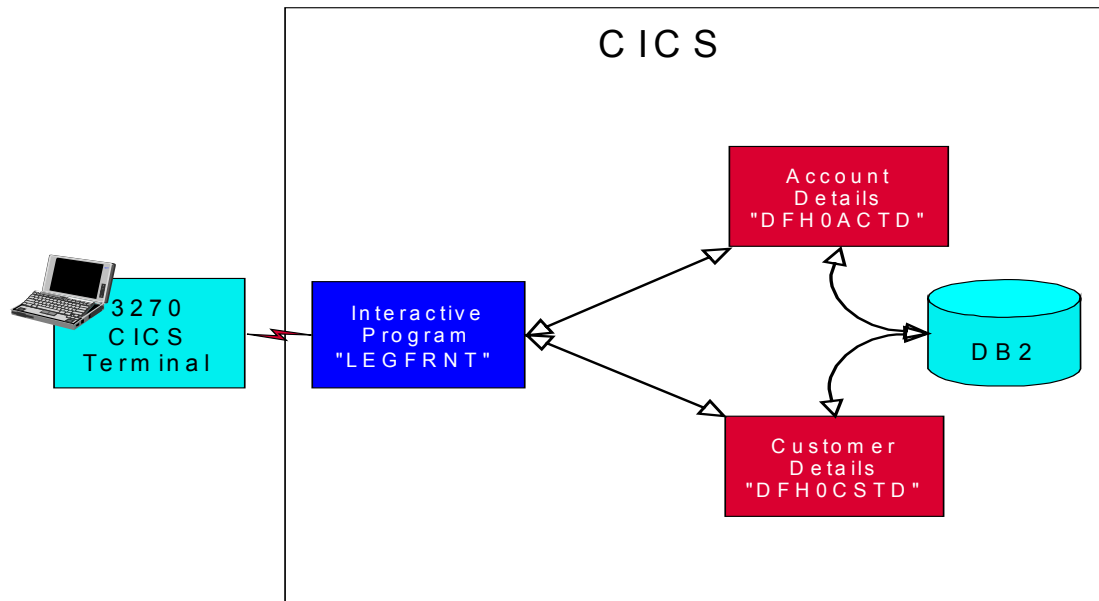 CICS
Account
Details
"DFH0ACTD"
3270
CICS
Terminal
Interactive
Program
"LEGFRNT"
DB2
Customer
Details
"DFH0CSTD"